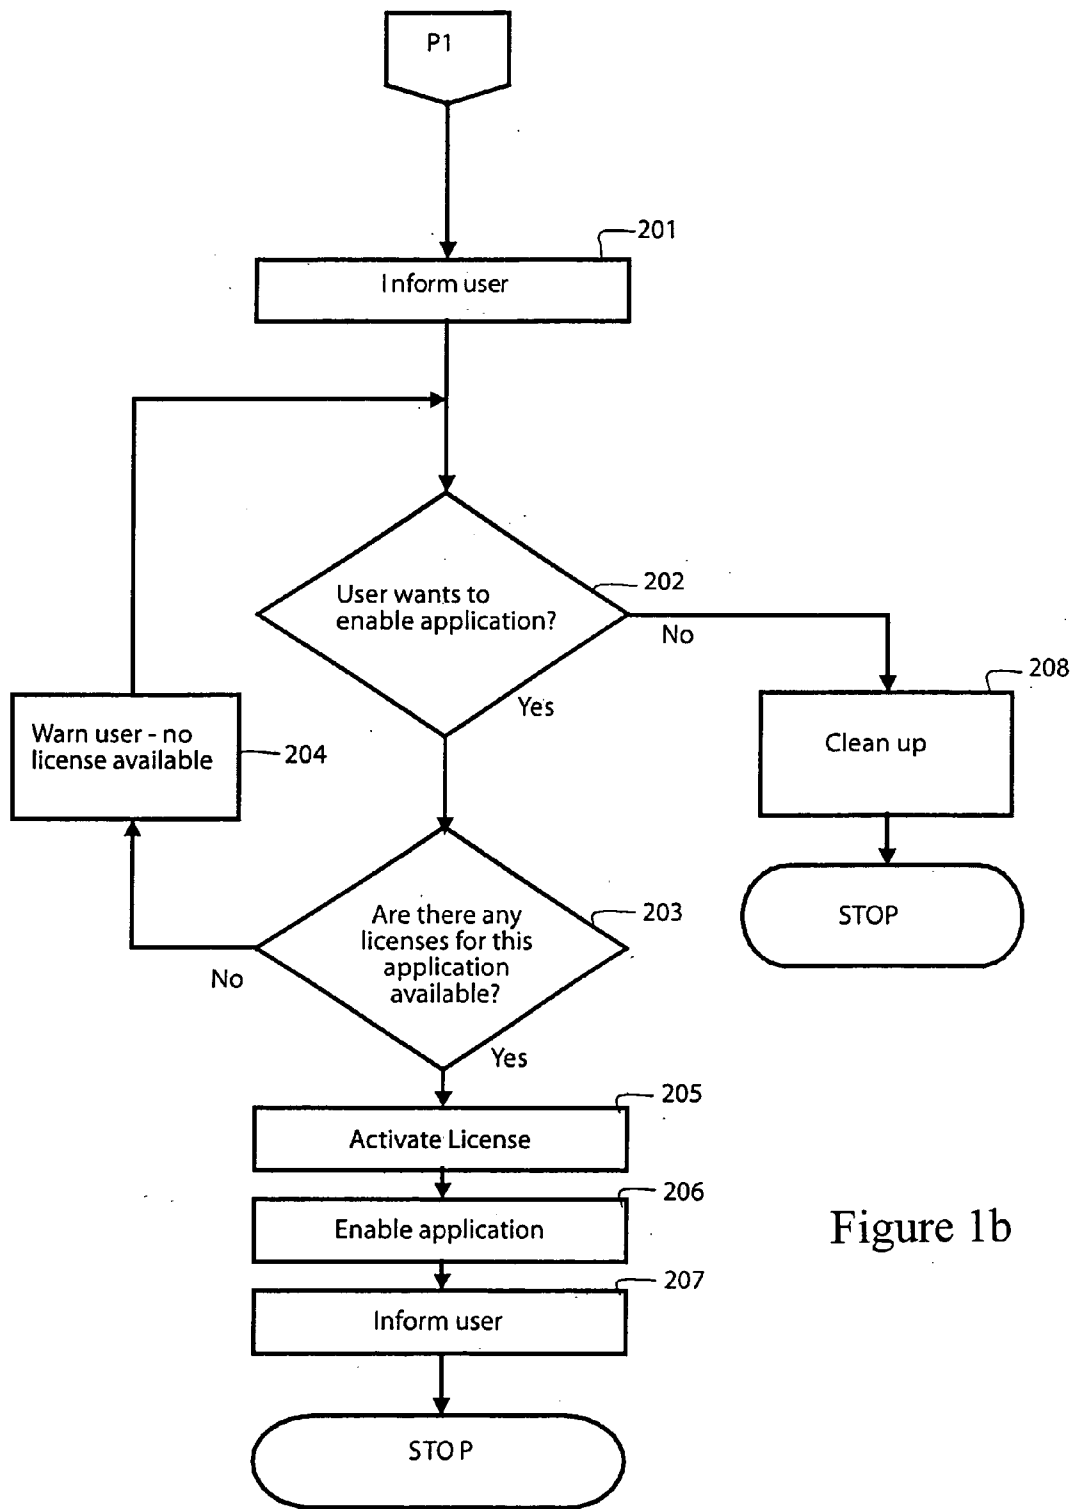 P1
201
Inform user
User wants to
enable application?
202
No
Yes
208
Clean up
STOP
Warn user - no
license available
204
Are there any
licenses for this
application
available?
203
No
Yes
205
Activate License
206
Enable application
207
Inform user
STOP
Figure 1b